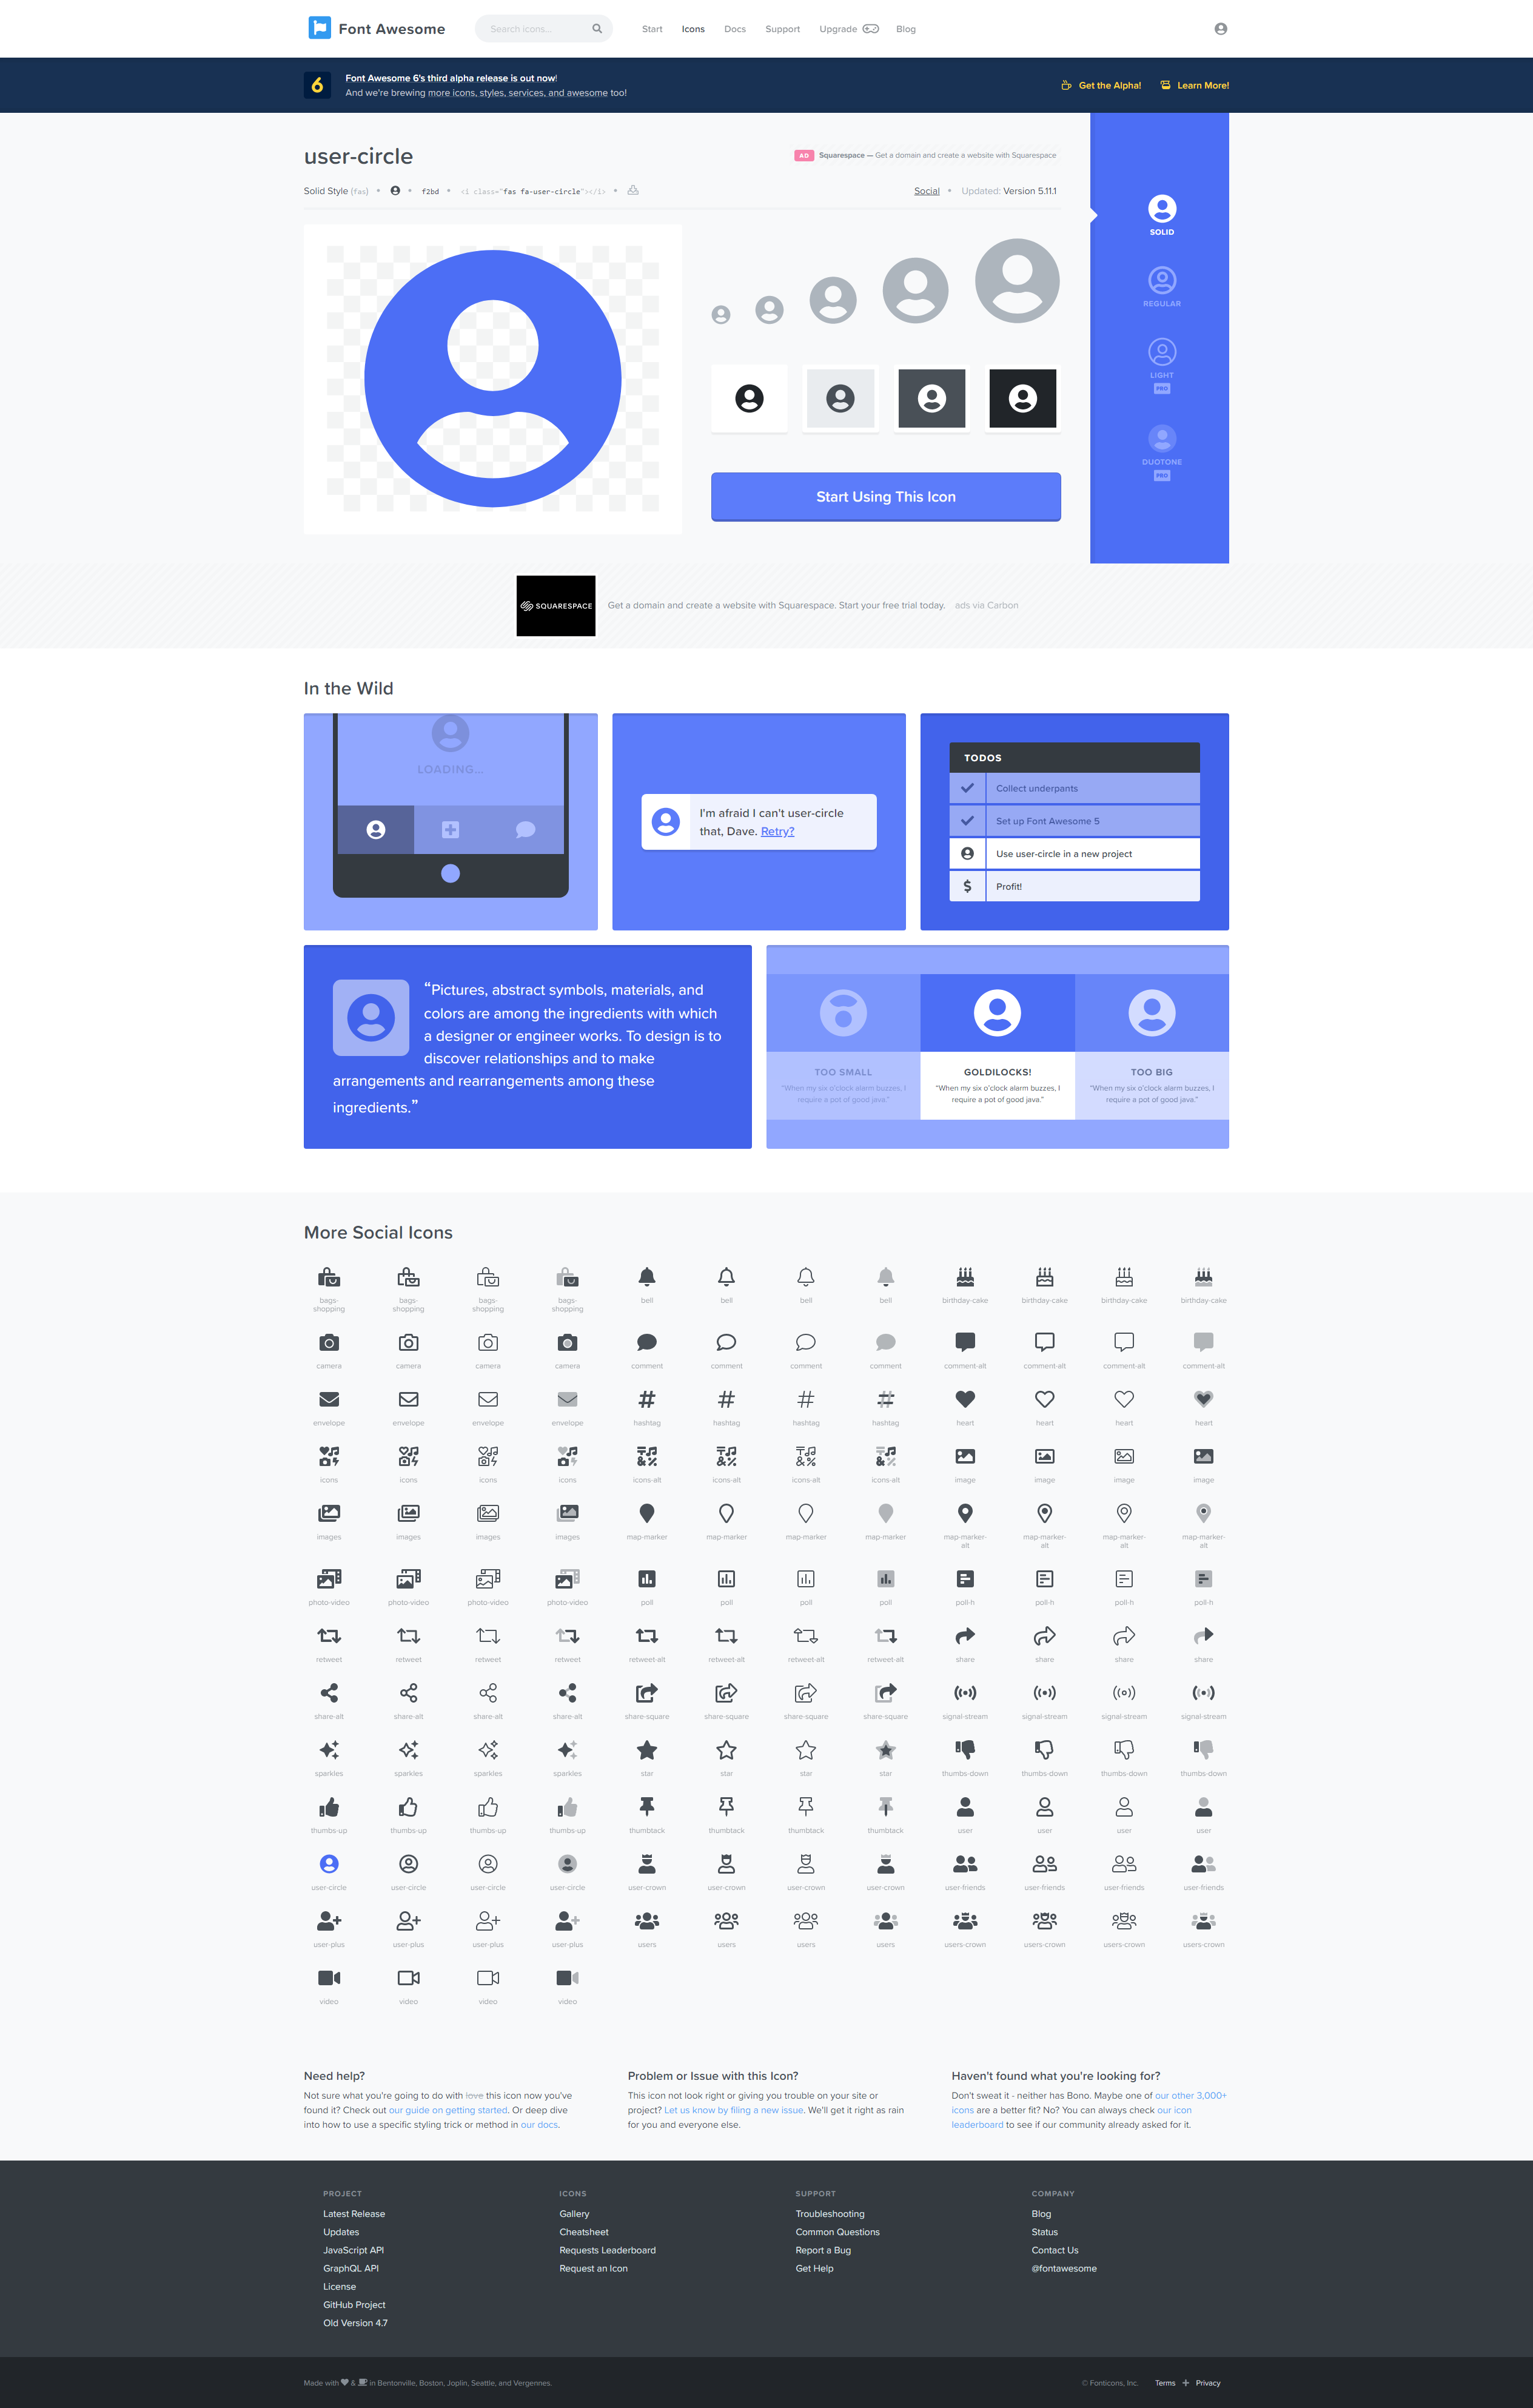 Font Awesome
Search icons...
Start Icons Docs Support Upgrade Blog
6
Font Awesome 6's third alpha release is out now!
And we're brewing more icons, styles, services, and awesome too!
Get the Alpha! Learn More!
user-circle
AD Squarespace — Get a domain and create a website with Squarespace
Solid Style (fas) • • f2bd • <i class="fas fa-user-circle"></i> •
Social • Updated: Version 5.11.1
SOLID
REGULAR
LIGHT
PRO
DUOTONE
PRO
Start Using This Icon
SQUARESPACE
Get a domain and create a website with Squarespace. Start your free trial today. ads via Carbon
In the Wild
LOADING...
I'm afraid I can't user-circle
that, Dave. Retry?
TODOS
Collect underpants
Set up Font Awesome 5
Use user-circle in a new project
$ Profit!
“Pictures, abstract symbols, materials, and
colors are among the ingredients with which
a designer or engineer works. To design is to
discover relationships and to make
arrangements and rearrangements among these
ingredients.”
TOO SMALL
"When my six o'clock alarm buzzes, I
require a pot of good java."
GOLDILOCKS!
"When my six o'clock alarm buzzes, I
require a pot of good java."
TOO BIG
"When my six o'clock alarm buzzes, I
require a pot of good java."
More Social Icons
bags-shopping bags-shopping bags-shopping bags-shopping bell bell bell bell birthday-cake birthday-cake birthday-cake birthday-cake
camera camera camera camera comment comment comment comment comment-alt comment-alt comment-alt comment-alt
envelope envelope envelope envelope hashtag hashtag hashtag hashtag heart heart heart heart
icons icons icons icons icons-alt icons-alt icons-alt icons-alt image image image image
images images images images map-marker map-marker map-marker map-marker map-marker-alt map-marker-alt map-marker-alt map-marker-alt
photo-video photo-video photo-video photo-video poll poll poll poll poll-h poll-h poll-h poll-h
retweet retweet retweet retweet retweet-alt retweet-alt retweet-alt retweet-alt share share share share
share-alt share-alt share-alt share-alt share-square share-square share-square share-square signal-stream signal-stream signal-stream signal-stream
sparkles sparkles sparkles sparkles star star star star thumbs-down thumbs-down thumbs-down thumbs-down
thumbs-up thumbs-up thumbs-up thumbs-up thumbtack thumbtack thumbtack thumbtack user user user user
user-circle user-circle user-circle user-circle user-crown user-crown user-crown user-crown user-friends user-friends user-friends user-friends
user-plus user-plus user-plus user-plus users users users users users-crown users-crown users-crown users-crown
video video video video
Need help?
Not sure what you're going to do with love this icon now you've
found it? Check out our guide on getting started. Or deep dive
into how to use a specific styling trick or method in our docs.
Problem or Issue with this Icon?
This icon not look right or giving you trouble on your site or
project? Let us know by filing a new issue. We'll get it right as rain
for you and everyone else.
Haven't found what you're looking for?
Don't sweat it - neither has Bono. Maybe one of our other 3,000+
icons are a better fit? No? You can always check our icon
leaderboard to see if our community already asked for it.
PROJECT
Latest Release
Updates
JavaScript API
GraphQL API
License
GitHub Project
Old Version 4.7
ICONS
Gallery
Cheatsheet
Requests Leaderboard
Request an Icon
SUPPORT
Troubleshooting
Common Questions
Report a Bug
Get Help
COMPANY
Blog
Status
Contact Us
@fontawesome
Made with & in Bentonville, Boston, Joplin, Seattle, and Vergennes.
© Fonticons, Inc. Terms Privacy